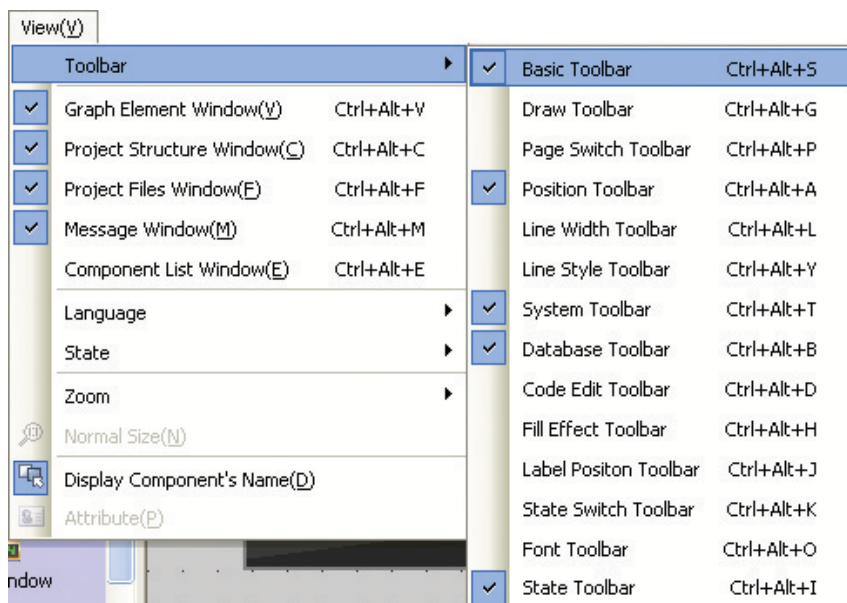 View(V)
Toolbar
Graph Element Window(V) Ctrl+Alt+V
Project Structure Window(C) Ctrl+Alt+C
Project Files Window(F) Ctrl+Alt+F
Message Window(M) Ctrl+Alt+M
Component List Window(E) Ctrl+Alt+E
Language
State
Zoom
Normal Size(N)
Display Component's Name(D)
Attribute(P)
ndow
Basic Toolbar Ctrl+Alt+S
Draw Toolbar Ctrl+Alt+G
Page Switch Toolbar Ctrl+Alt+P
Position Toolbar Ctrl+Alt+A
Line Width Toolbar Ctrl+Alt+L
Line Style Toolbar Ctrl+Alt+Y
System Toolbar Ctrl+Alt+T
Database Toolbar Ctrl+Alt+B
Code Edit Toolbar Ctrl+Alt+D
Fill Effect Toolbar Ctrl+Alt+H
Label Positon Toolbar Ctrl+Alt+J
State Switch Toolbar Ctrl+Alt+K
Font Toolbar Ctrl+Alt+O
State Toolbar Ctrl+Alt+I